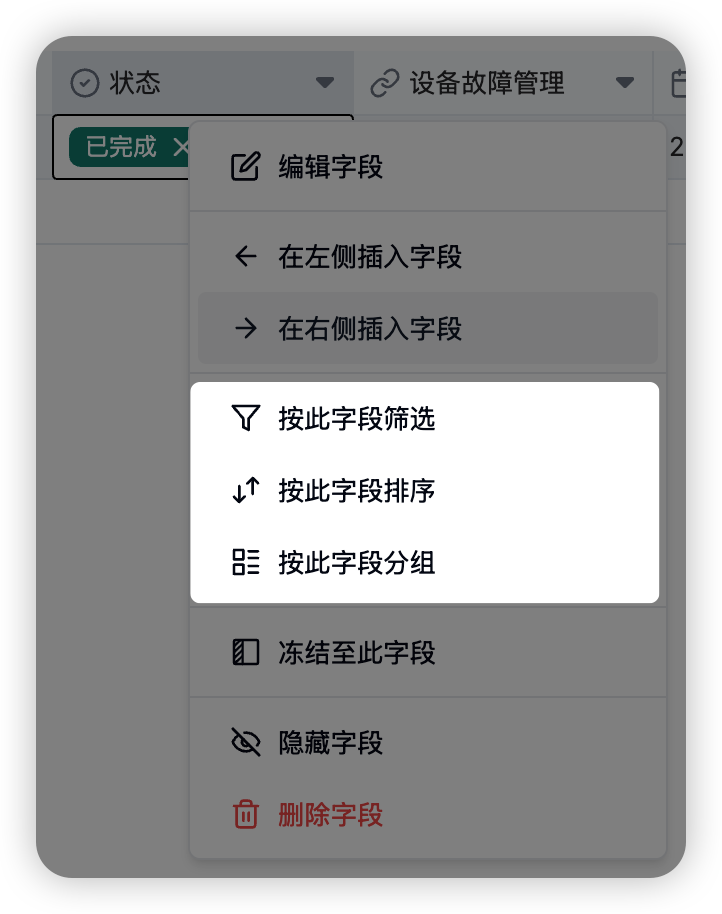 状态
设备故障管理
已完成
2
编辑字段
在左侧插入字段
在右侧插入字段
按此字段筛选
按此字段排序
按此字段分组
冻结至此字段
隐藏字段
删除字段